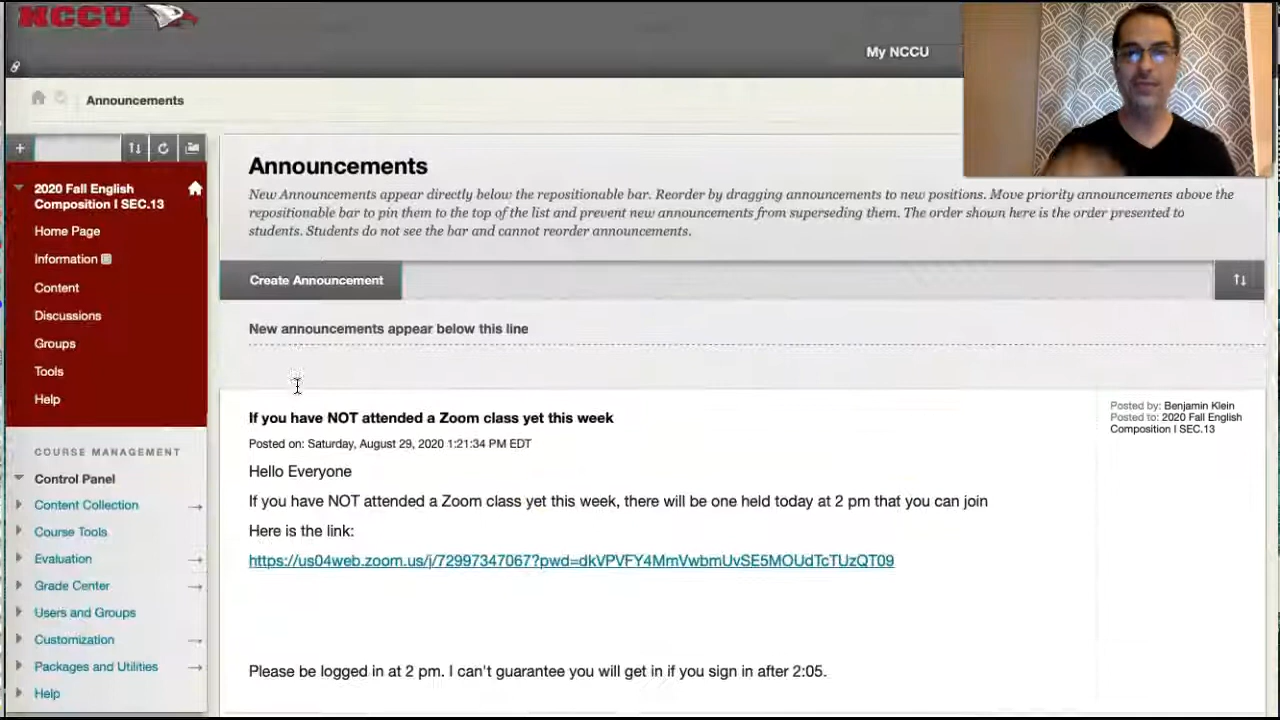 NCCU
My NCCU
Announcements
2020 Fall English
Composition I SEC.13
Home Page
Information
Content
Discussions
Groups
Tools
Help
COURSE MANAGEMENT
Control Panel
Content Collection
Course Tools
Evaluation
Grade Center
Users and Groups
Customization
Packages and Utilities
Help
Announcements
New Announcements appear directly below the repositionable bar. Reorder by dragging announcements to new positions. Move priority announcements above the
repositionable bar to pin them to the top of the list and prevent new announcements from superseding them. The order shown here is the order presented to
students. Students do not see the bar and cannot reorder announcements.
Create Announcement
New announcements appear below this line
If you have NOT attended a Zoom class yet this week
Posted on: Saturday, August 29, 2020 1:21:34 PM EDT
Hello Everyone
If you have NOT attended a Zoom class yet this week, there will be one held today at 2 pm that you can join
Here is the link:
https://us04web.zoom.us/j/72997347067?pwd=dkVPVFY4MmVwbmUvSE5MOUdTcTUzQT09
Please be logged in at 2 pm. I can't guarantee you will get in if you sign in after 2:05.
Posted by: Benjamin Klein
Posted to: 2020 Fall English
Composition I SEC.13